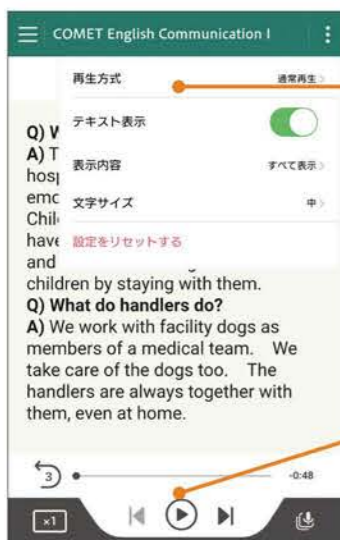 COMET English Communication I
再生方式 通常再生
テキスト表示
表示内容 すべて表示
文字サイズ 中
設定をリセットする
Q)
A)
have
and
children by staying with them.
Q) What do handlers do?
A) We work with facility dogs as
members of a medical team. We
take care of the dogs too. The
handlers are always together with
them, even at home.
3 -0:48
×1